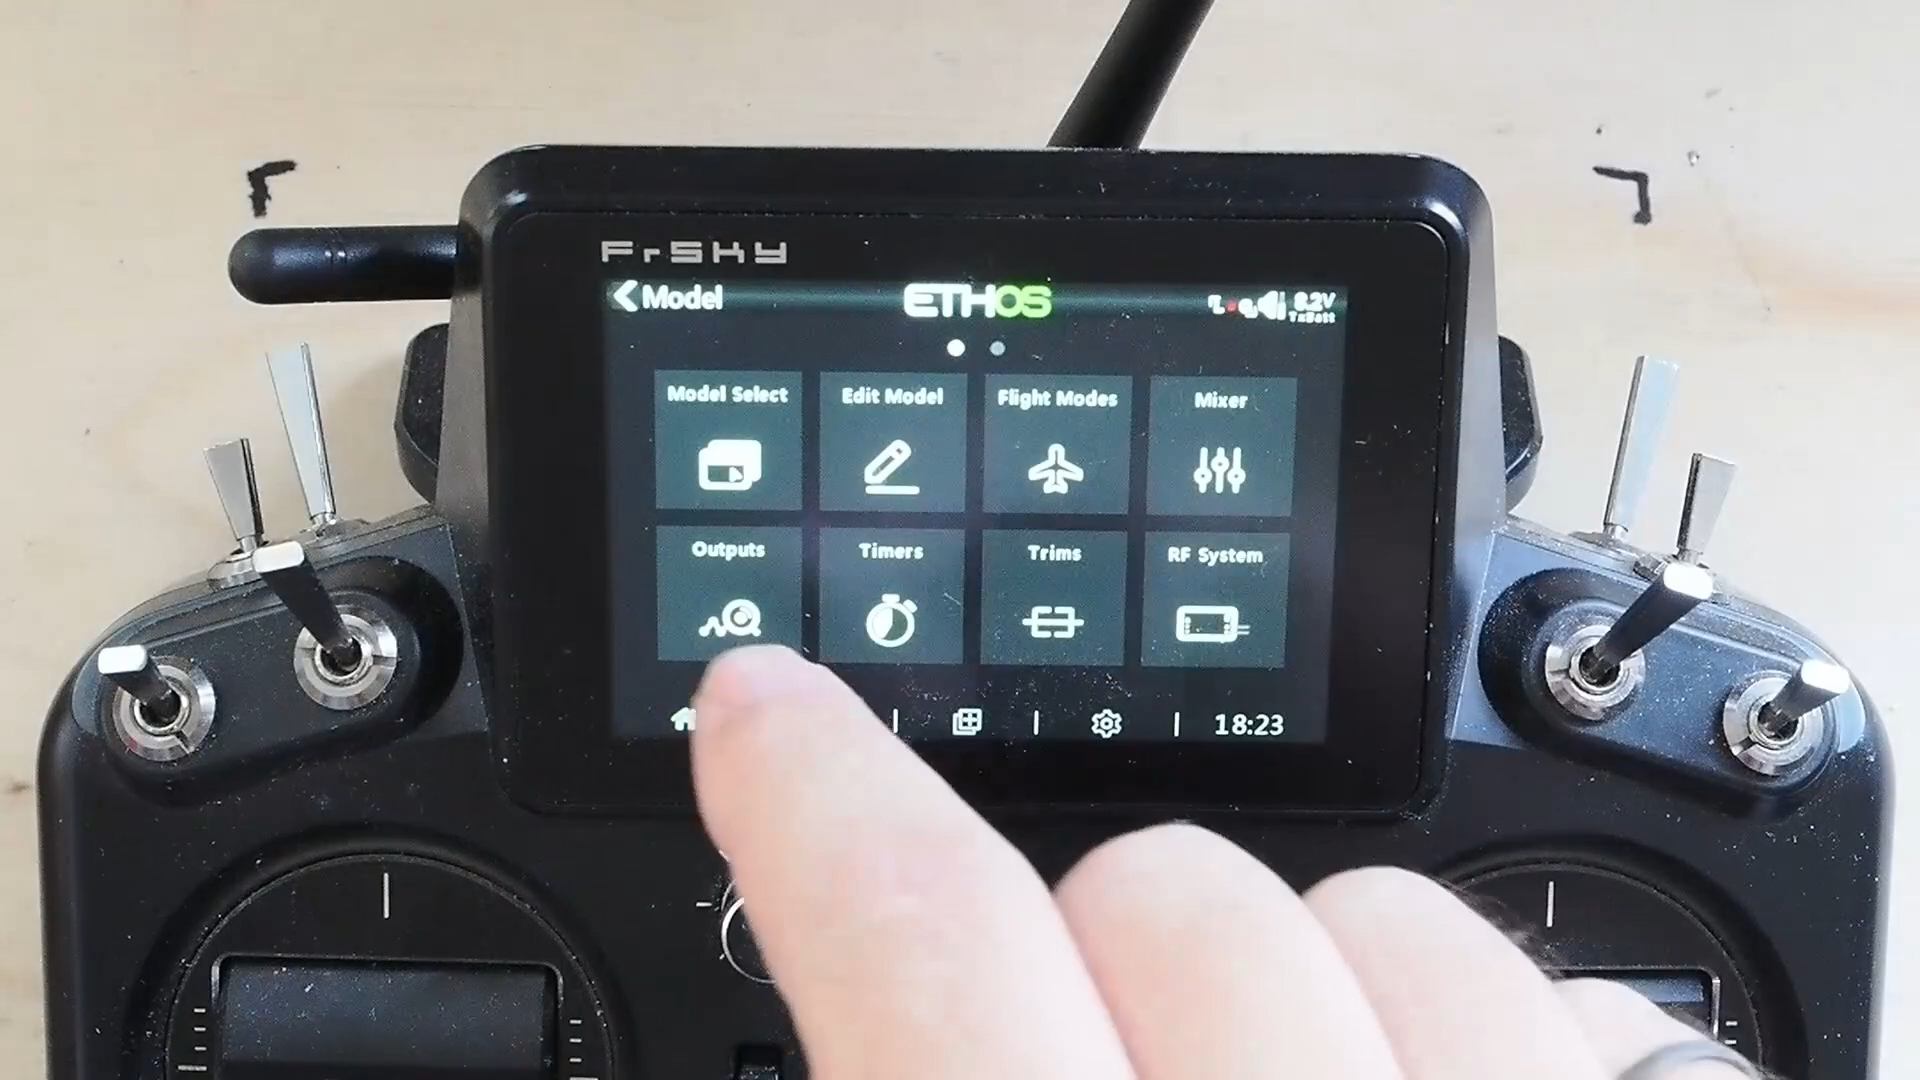 FrSKY
Model
ETHOS
8.2V
TxBatt
Model Select
Edit Model
Flight Modes
Mixer
Outputs
Timers
Trims
RF System
18:23